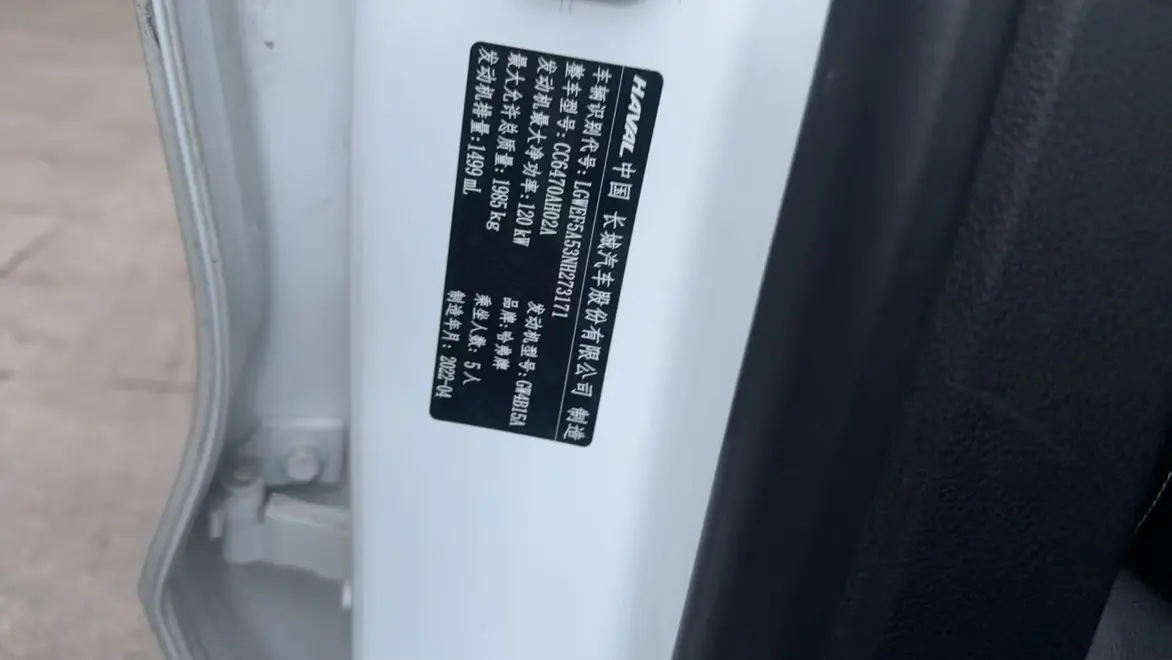 HAVAL 中国 长城汽车股份有限公司 制造
车辆识别代号: LGWEF5A53NH273171
整车型号: CC6470AH02A
发动机型号: GW4B15A
发动机最大净功率: 120 kW
品牌: 哈弗牌
最大允许总质量: 1985 kg
乘坐人数: 5 人
发动机排量: 1499 mL
制造年月: 2022-04